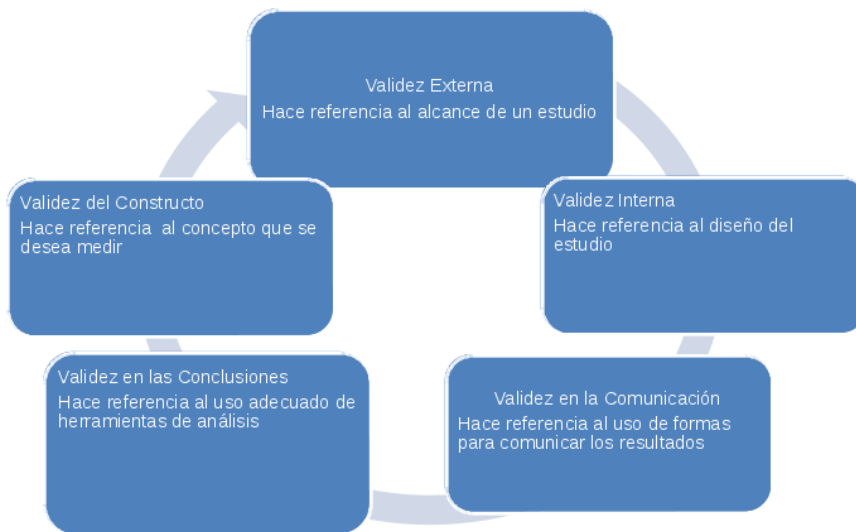 Validez Externa
Hace referencia al alcance de un estudio
Validez Interna
Hace referencia al diseño del
estudio
Validez en la Comunicación
Hace referencia al uso de formas
para comunicar los resultados
Validez en las Conclusiones
Hace referencia al uso adecuado de
herramientas de análisis
Validez del Constructo
Hace referencia al concepto que se
desea medir